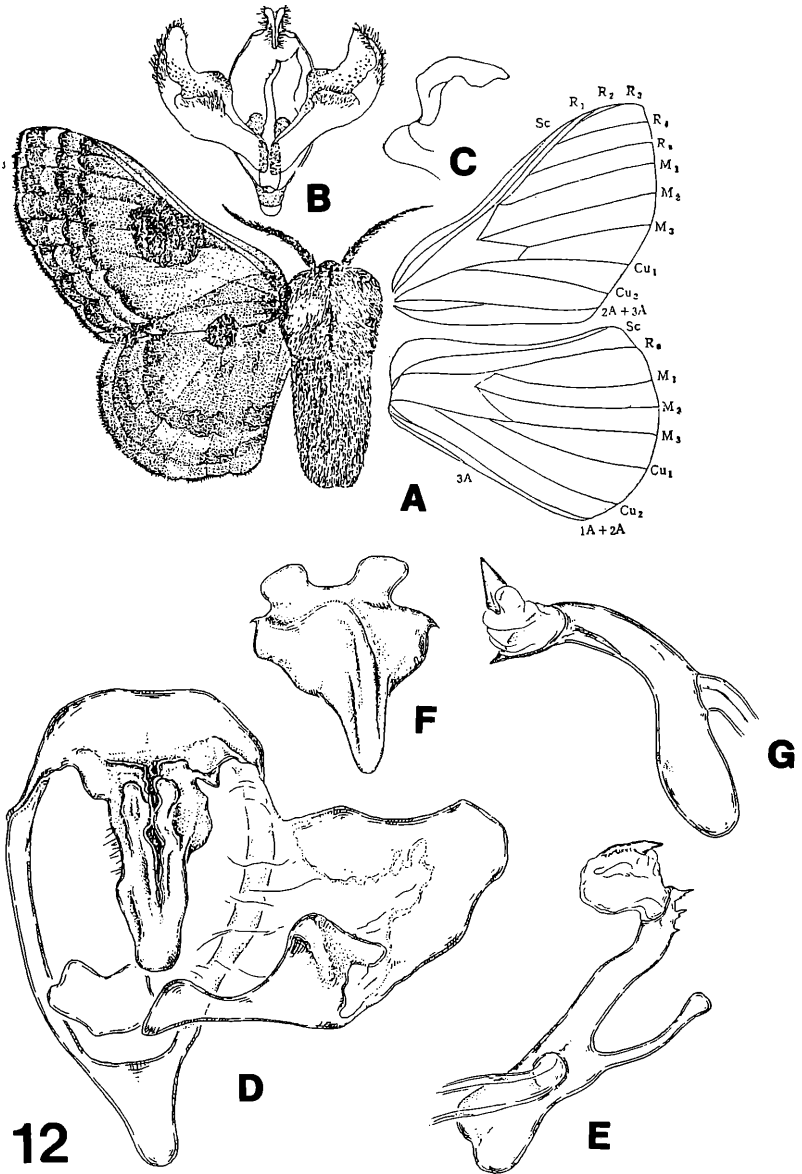 B
C
A
Sc
R₁
R₂
R₃
R₄
R₅
M₁
M₂
M₃
Cu₁
Cu₂
2A + 3A
Sc
Rs
M₁
M₂
M₃
Cu₁
Cu₂
1A + 2A
3A
F
G
D
E
12